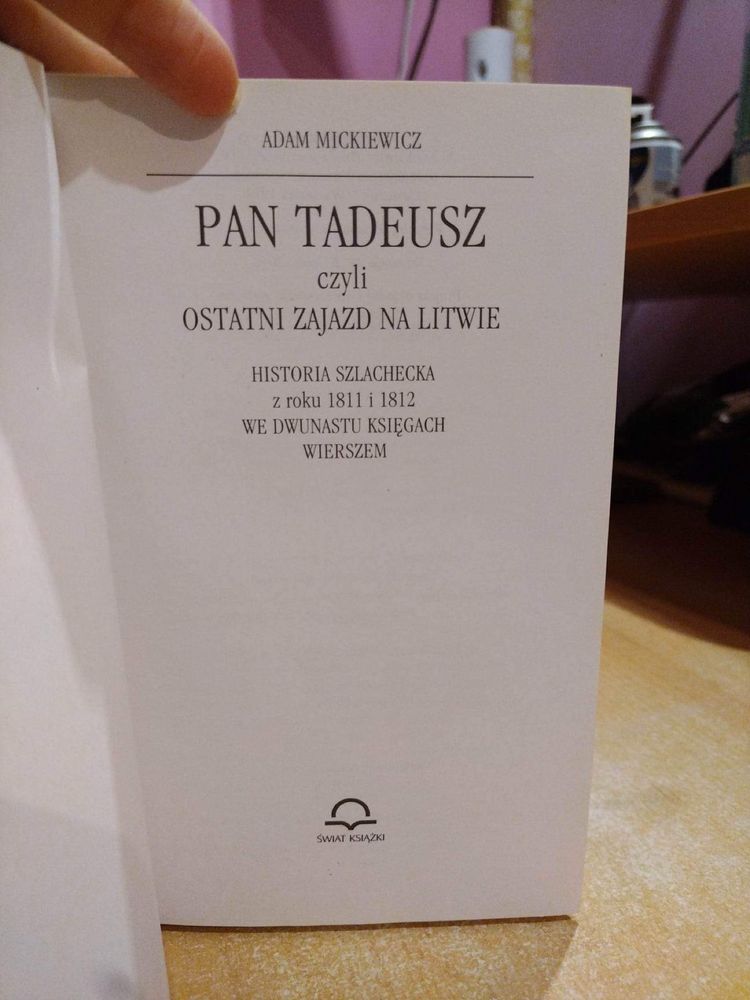 ADAM MICKIEWICZ
PAN TADEUSZ
czyli
OSTATNI ZAJAZD NA LITWIE
HISTORIA SZLACHECKA
z roku 1811 i 1812
WE DWUNASTU KSIĘGACH
WIERSZEM
ŚWIAT KSIĄŻKI